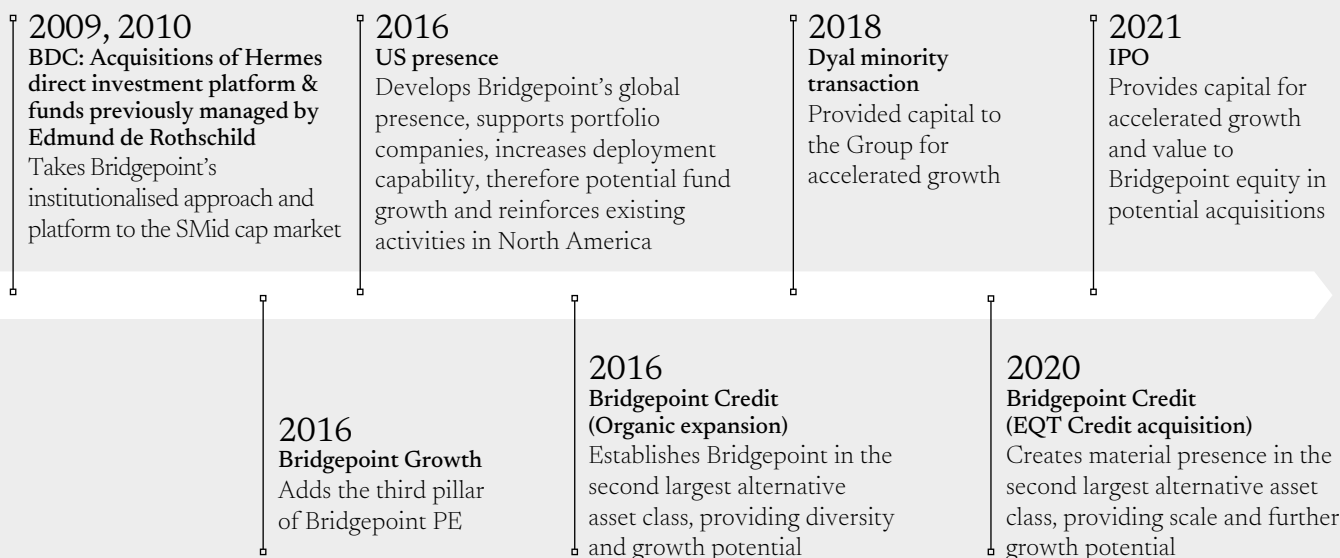 2009, 2010
BDC: Acquisitions of Hermes
direct investment platform &
funds previously managed by
Edmund de Rothschild
Takes Bridgepoint's
institutionalised approach and
platform to the SMid cap market
2016
Bridgepoint Growth
Adds the third pillar
of Bridgepoint PE
2016
US presence
Develops Bridgepoint's global
presence, supports portfolio
companies, increases deployment
capability, therefore potential fund
growth and reinforces existing
activities in North America
2016
Bridgepoint Credit
(Organic expansion)
Establishes Bridgepoint in the
second largest alternative
asset class, providing diversity
and growth potential
2018
Dyal minority
transaction
Provided capital to
the Group for
accelerated growth
2020
Bridgepoint Credit
(EQT Credit acquisition)
Creates material presence in the
second largest alternative asset
class, providing scale and further
growth potential
2021
IPO
Provides capital for
accelerated growth
and value to
Bridgepoint equity in
potential acquisitions